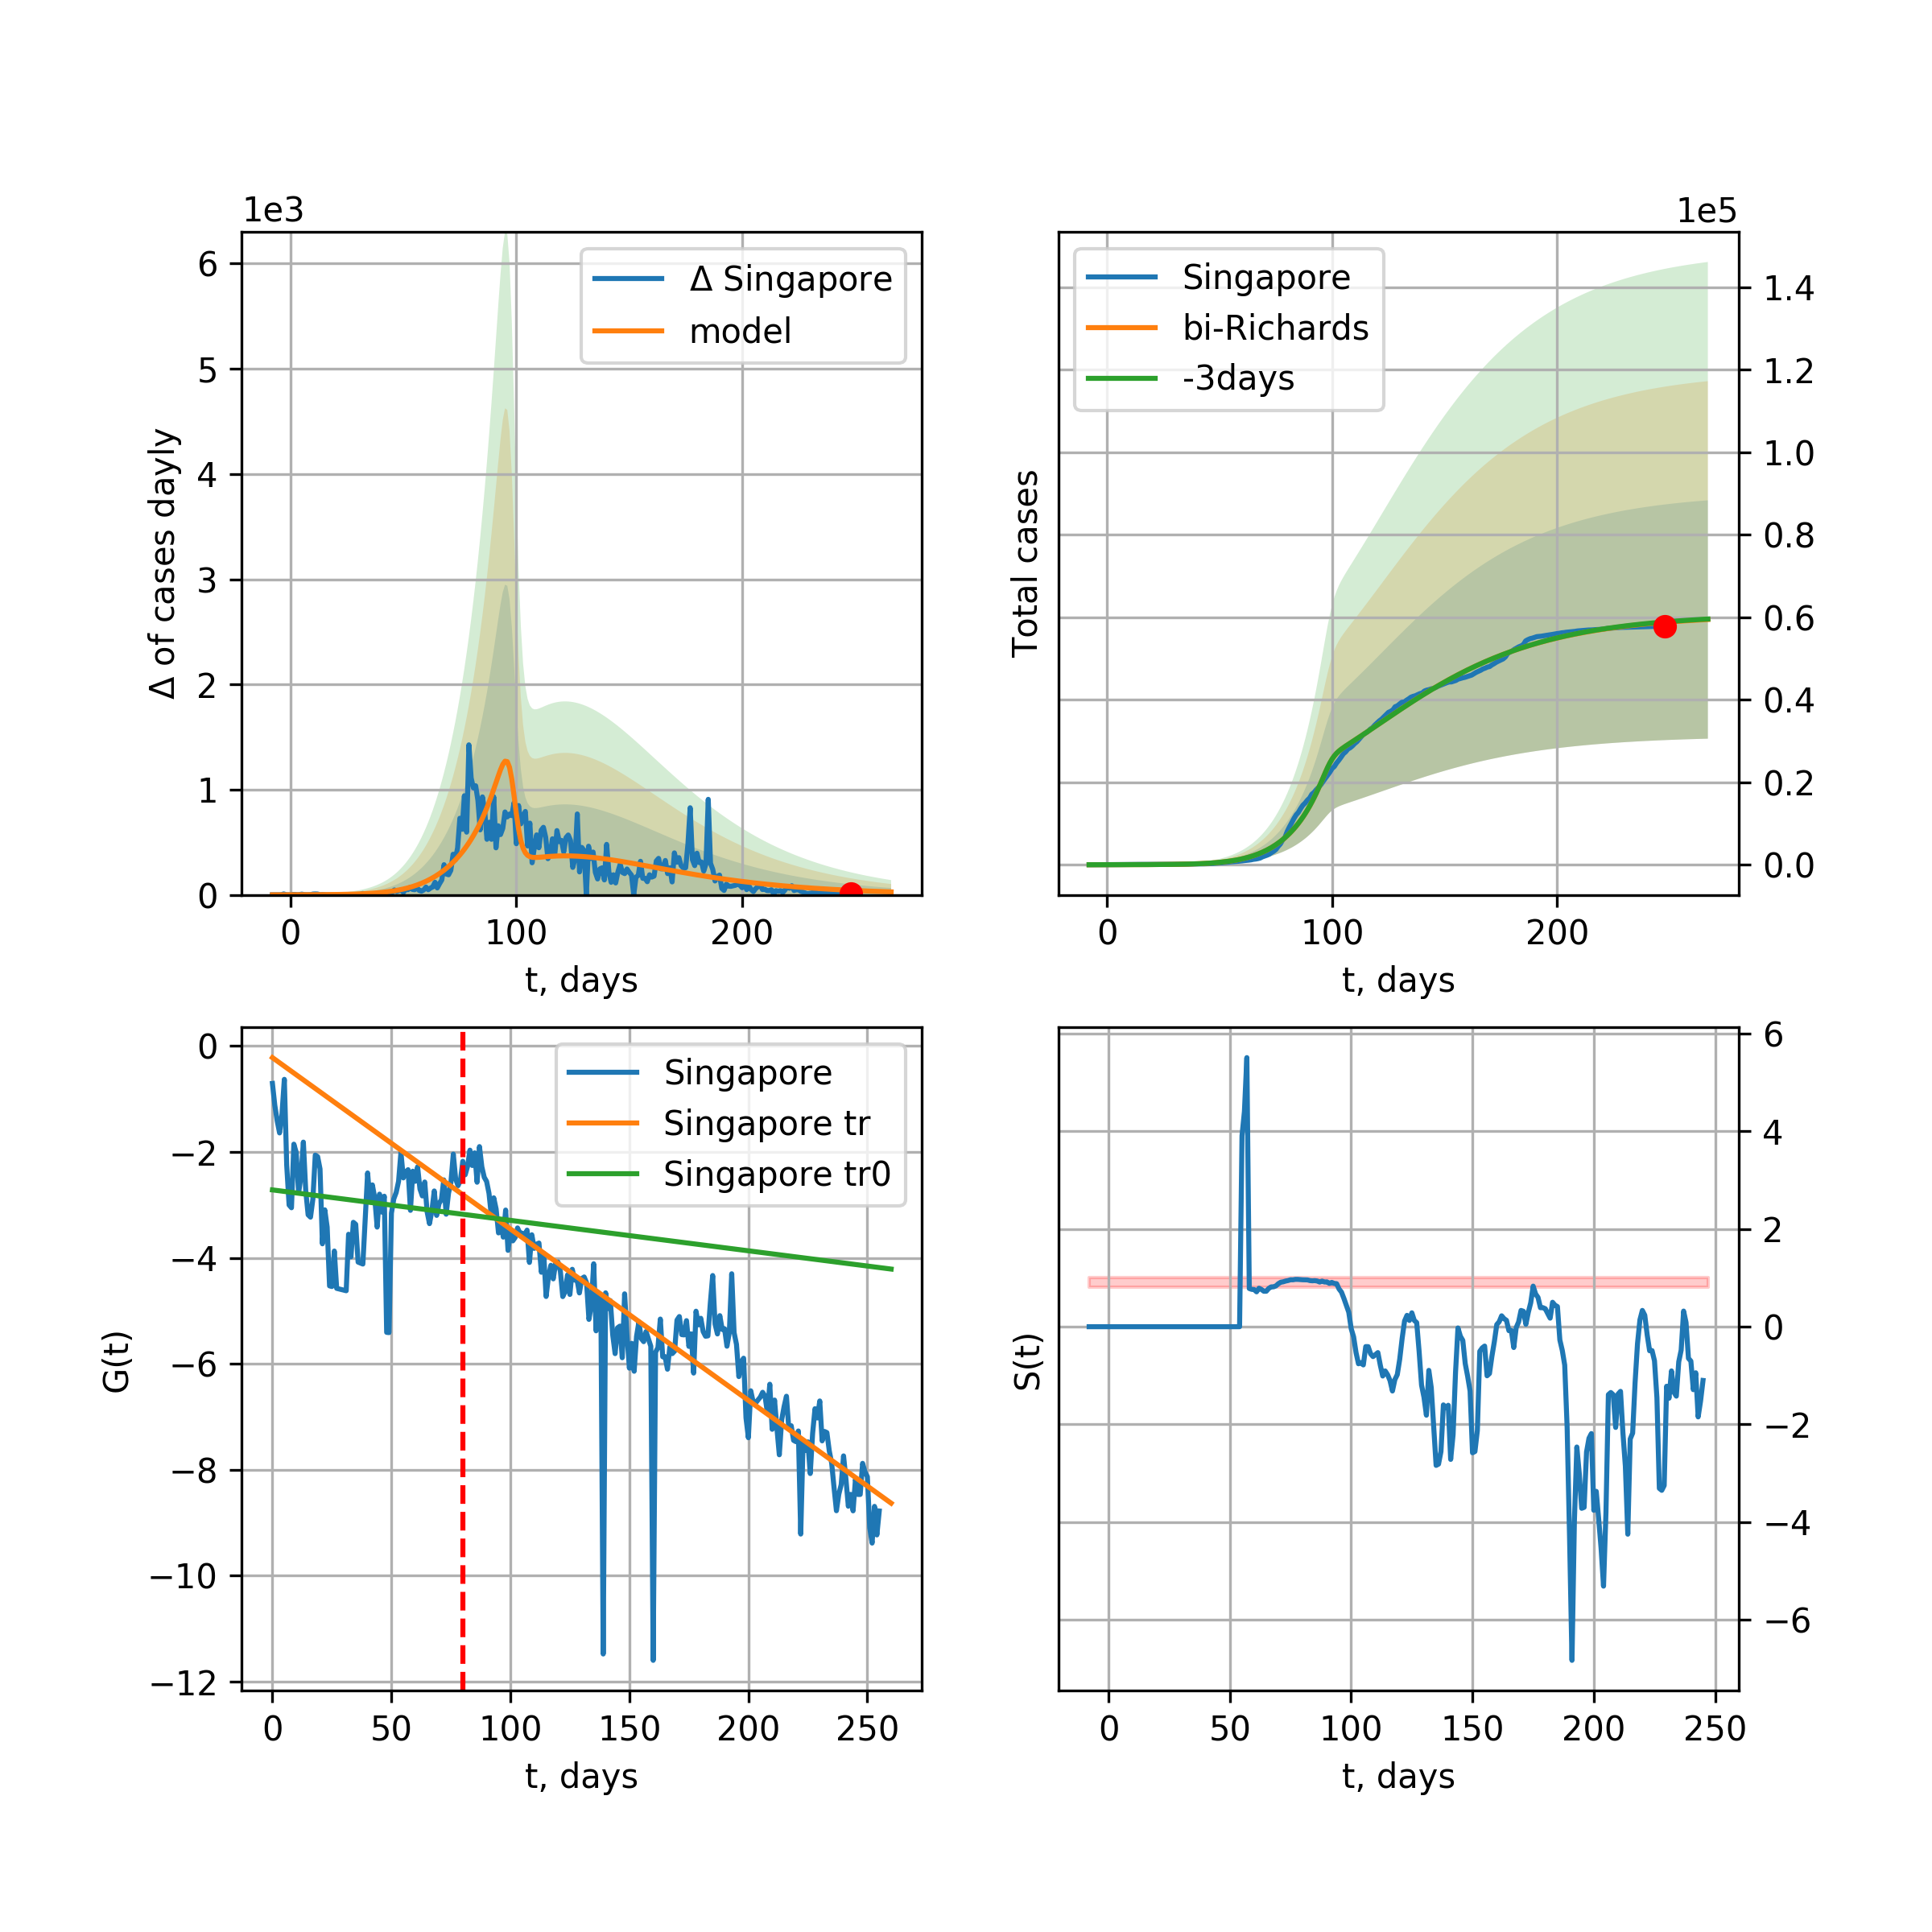 1e3
Δ of cases dayly
6
5
4
3
2
1
0
Δ Singapore
model
0 100 200
t, days
1e5
Total cases
Singapore
bi-Richards
-3days
1.4
1.2
1.0
0.8
0.6
0.4
0.2
0.0
0 100 200
t, days
G(t)
0
−2
−4
−6
−8
−10
−12
Singapore
Singapore tr
Singapore tr0
0 50 100 150 200 250
t, days
S(t)
6
4
2
0
−2
−4
−6
0 50 100 150 200 250
t, days